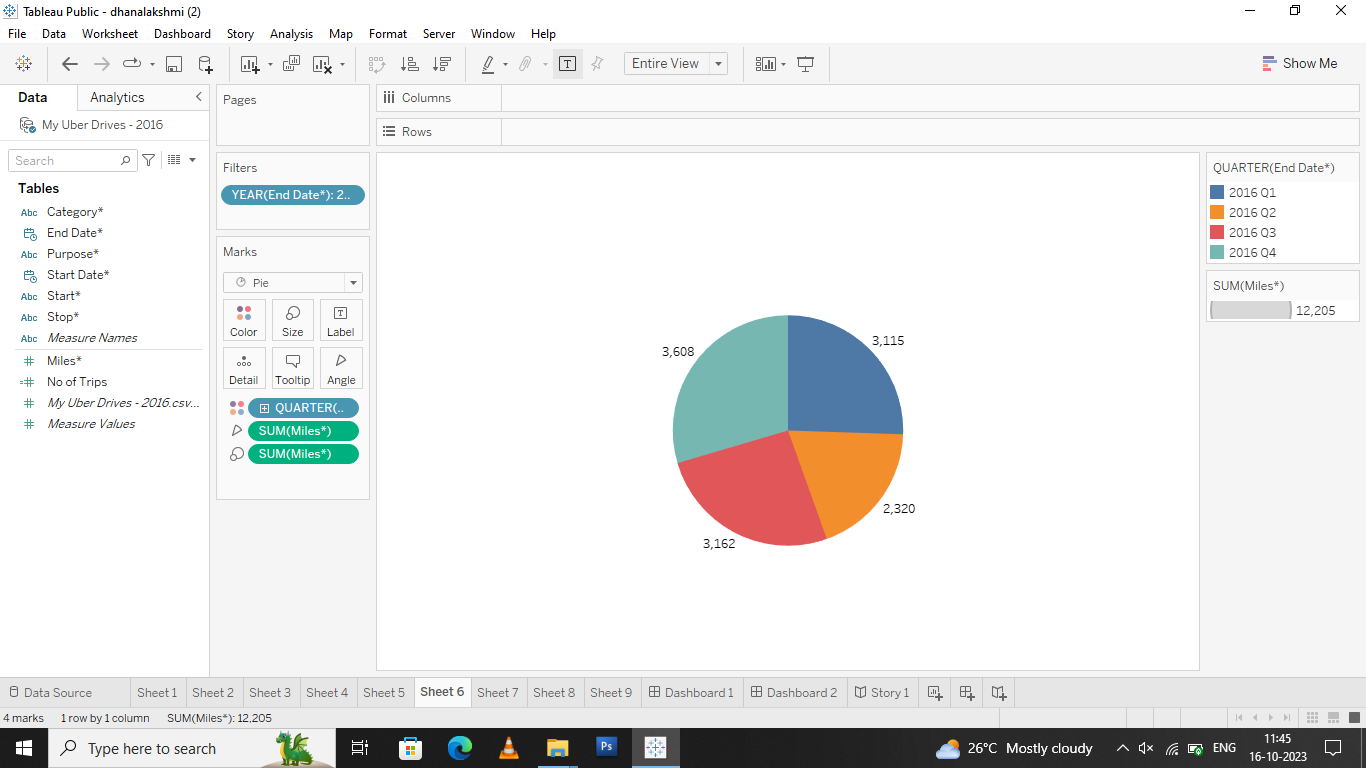 Tableau Public - dhanalakshmi (2)
File Data Worksheet Dashboard Story Analysis Map Format Server Window Help
Entire View
Show Me
Data Analytics
My Uber Drives - 2016
Search
Tables
Abc Category*
End Date*
Abc Purpose*
Start Date*
Abc Start*
Abc Stop*
Abc Measure Names
Miles*
No of Trips
My Uber Drives - 2016.csv...
Measure Values
Pages
Filters
YEAR(End Date*): 2..
Marks
Pie
Color Size Label
Detail Tooltip Angle
QUARTER(..
SUM(Miles*)
SUM(Miles*)
Columns
Rows
3,115
3,608
2,320
3,162
QUARTER(End Date*)
2016 Q1
2016 Q2
2016 Q3
2016 Q4
SUM(Miles*)
12,205
Data Source Sheet 1 Sheet 2 Sheet 3 Sheet 4 Sheet 5 Sheet 6 Sheet 7 Sheet 8 Sheet 9 Dashboard 1 Dashboard 2 Story 1
4 marks 1 row by 1 column SUM(Miles*): 12,205
Type here to search
Ps
26°C Mostly cloudy
ENG
11:45
16-10-2023